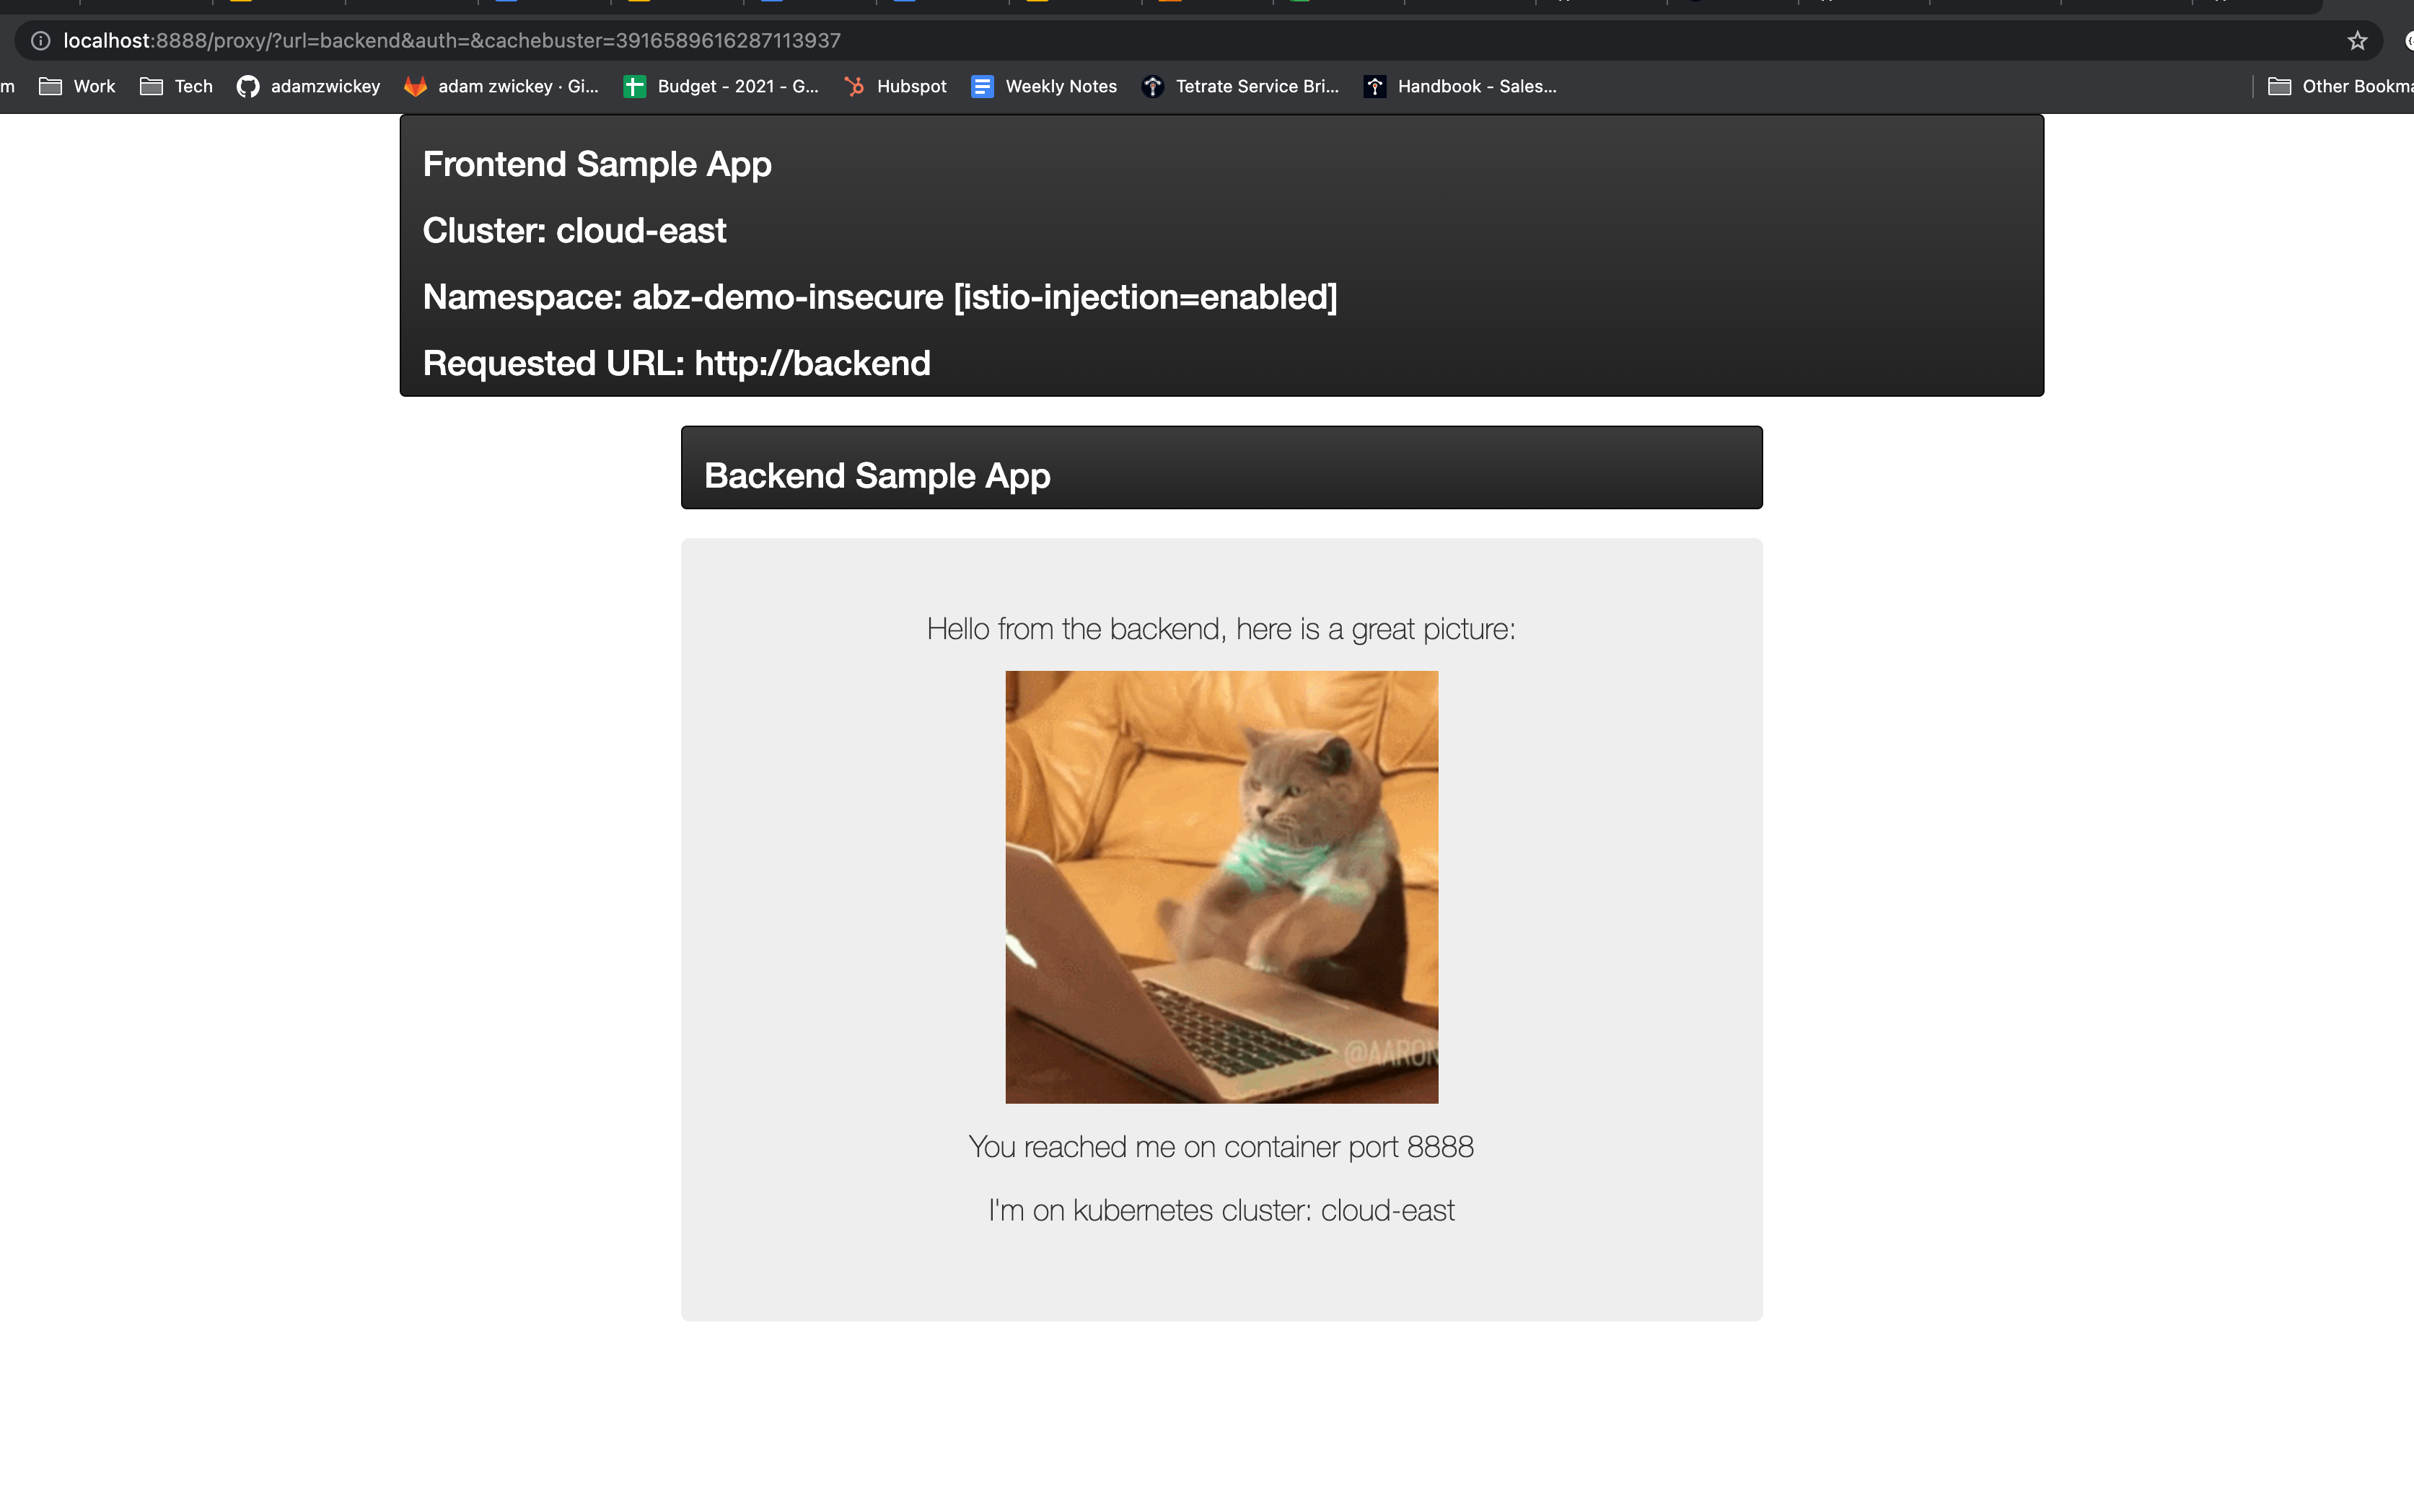 localhost:8888/proxy/?url=backend&auth=&cachebuster=3916589616287113937
m Work Tech adamzwickey adam zwickey · Gi... Budget - 2021 - G... Hubspot Weekly Notes Tetrate Service Bri... Handbook - Sales... Other Bookma
Frontend Sample App
Cluster: cloud-east
Namespace: abz-demo-insecure [istio-injection=enabled]
Requested URL: http://backend
Backend Sample App
Hello from the backend, here is a great picture:
@AARON
You reached me on container port 8888
I'm on kubernetes cluster: cloud-east